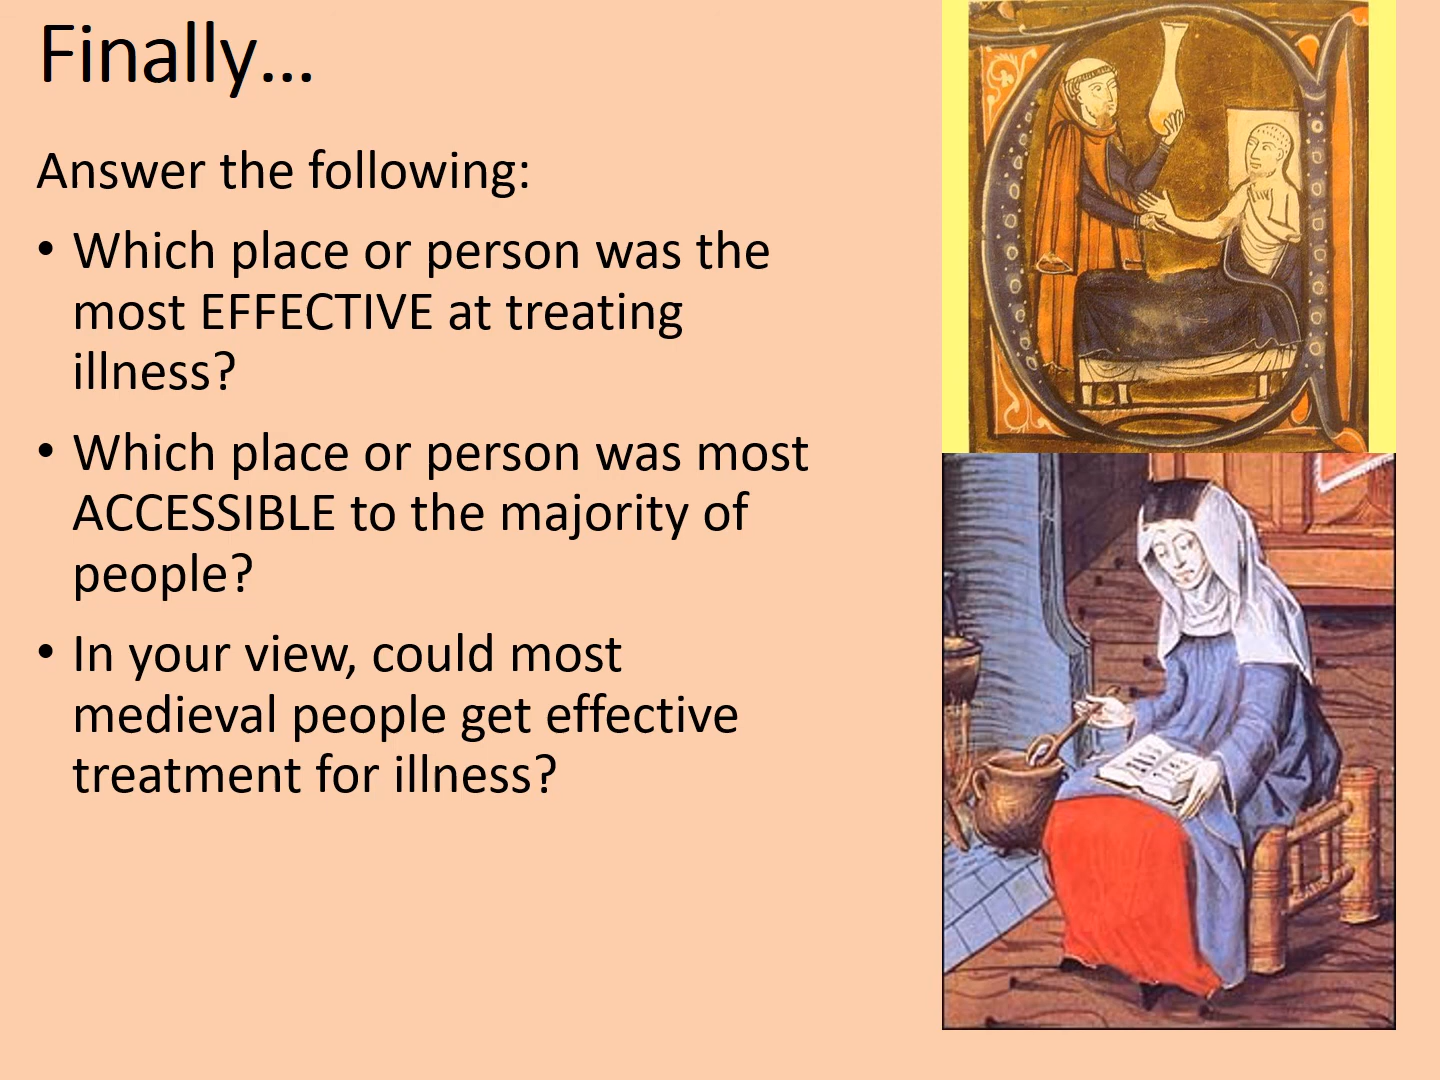 Finally…
Answer the following:
• Which place or person was the
most EFFECTIVE at treating
illness?
• Which place or person was most
ACCESSIBLE to the majority of
people?
• In your view, could most
medieval people get effective
treatment for illness?